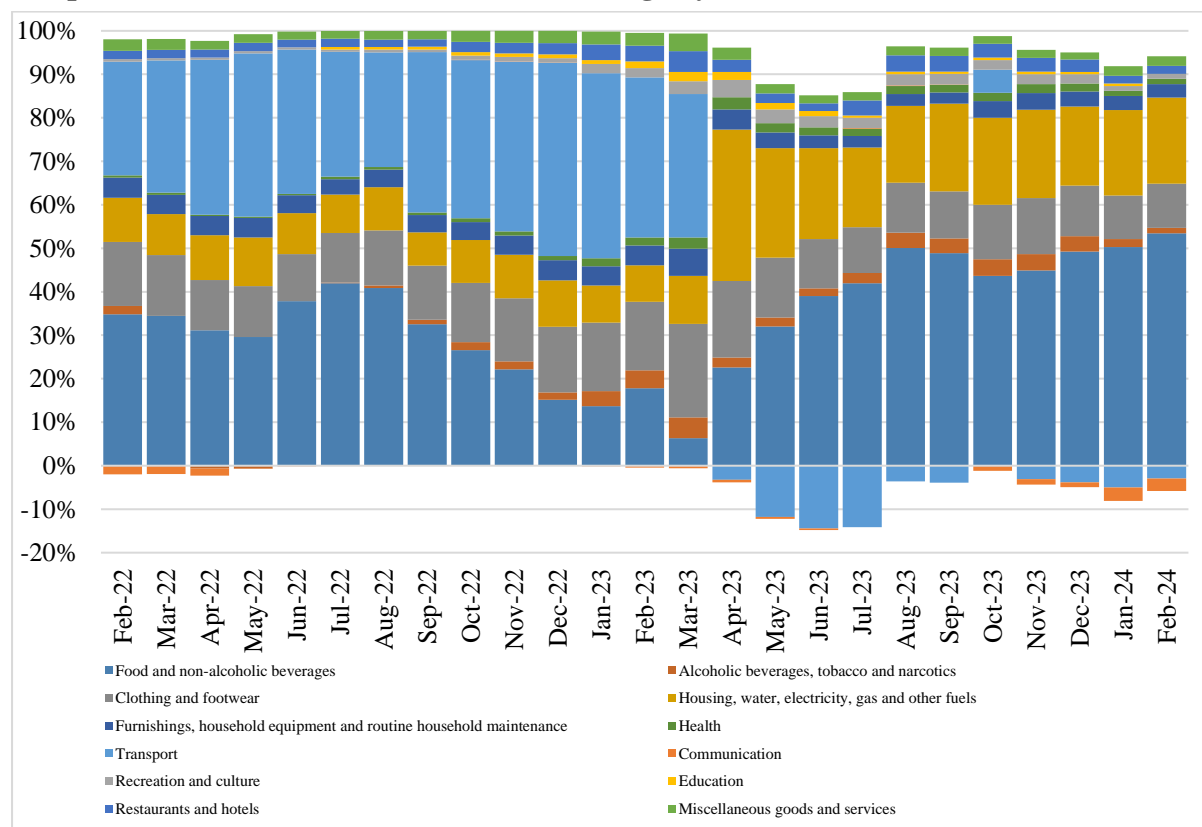 100%
90%
80%
70%
60%
50%
40%
30%
20%
10%
0%
-10%
-20%
Feb-22
Mar-22
Apr-22
May-22
Jun-22
Jul-22
Aug-22
Sep-22
Oct-22
Nov-22
Dec-22
Jan-23
Feb-23
Mar-23
Apr-23
May-23
Jun-23
Jul-23
Aug-23
Sep-23
Oct-23
Nov-23
Dec-23
Jan-24
Feb-24
Food and non-alcoholic beverages
Alcoholic beverages, tobacco and narcotics
Clothing and footwear
Housing, water, electricity, gas and other fuels
Furnishings, household equipment and routine household maintenance
Health
Transport
Communication
Recreation and culture
Education
Restaurants and hotels
Miscellaneous goods and services